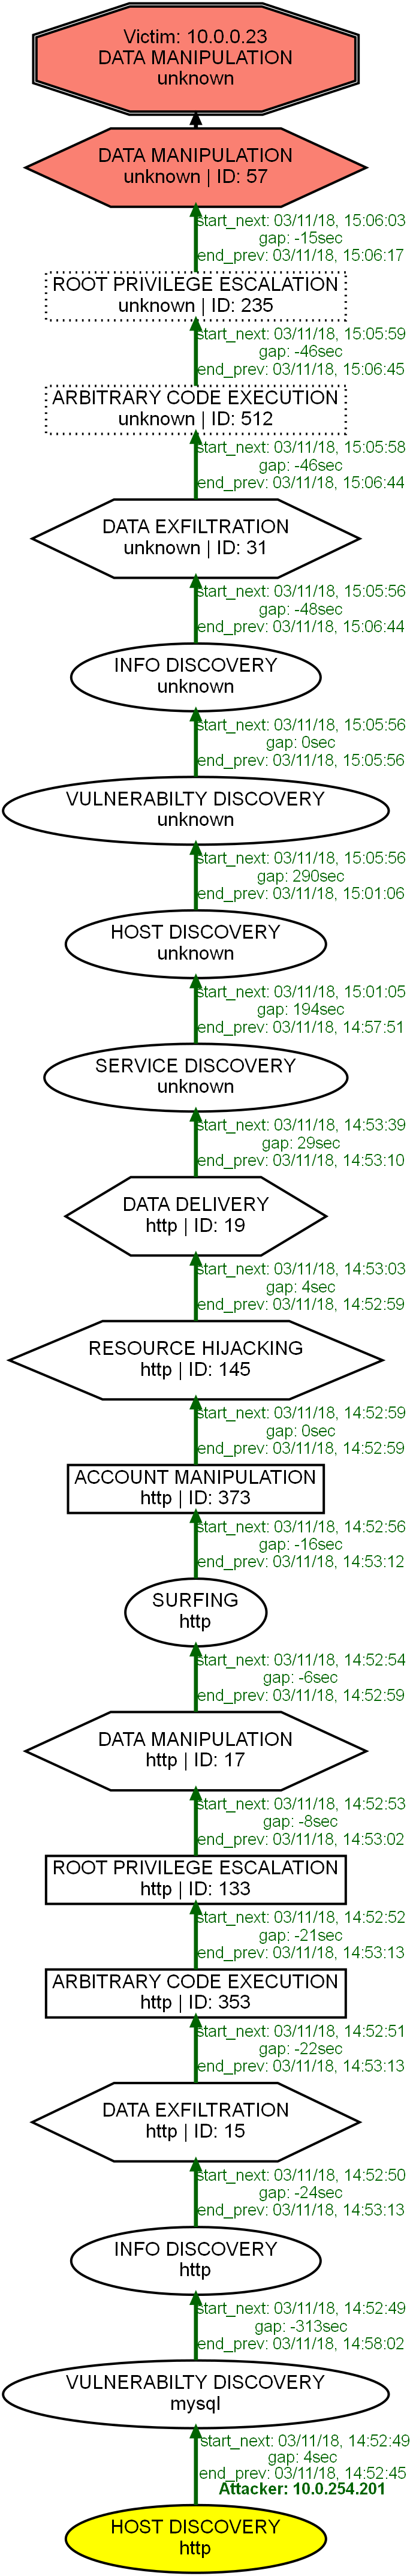 Victim: 10.0.0.23
DATA MANIPULATION
unknown
DATA MANIPULATION
unknown | ID: 57
start_next: 03/11/18, 15:06:03
gap: -15sec
end_prev: 03/11/18, 15:06:17
ROOT PRIVILEGE ESCALATION
unknown | ID: 235
start_next: 03/11/18, 15:05:59
gap: -46sec
end_prev: 03/11/18, 15:06:45
ARBITRARY CODE EXECUTION
unknown | ID: 512
start_next: 03/11/18, 15:05:58
gap: -46sec
end_prev: 03/11/18, 15:06:44
DATA EXFILTRATION
unknown | ID: 31
start_next: 03/11/18, 15:05:56
gap: -48sec
end_prev: 03/11/18, 15:06:44
INFO DISCOVERY
unknown
start_next: 03/11/18, 15:05:56
gap: 0sec
end_prev: 03/11/18, 15:05:56
VULNERABILTY DISCOVERY
unknown
start_next: 03/11/18, 15:05:56
gap: 290sec
end_prev: 03/11/18, 15:01:06
HOST DISCOVERY
unknown
start_next: 03/11/18, 15:01:05
gap: 194sec
end_prev: 03/11/18, 14:57:51
SERVICE DISCOVERY
unknown
start_next: 03/11/18, 14:53:39
gap: 29sec
end_prev: 03/11/18, 14:53:10
DATA DELIVERY
http | ID: 19
start_next: 03/11/18, 14:53:03
gap: 4sec
end_prev: 03/11/18, 14:52:59
RESOURCE HIJACKING
http | ID: 145
start_next: 03/11/18, 14:52:59
gap: 0sec
end_prev: 03/11/18, 14:52:59
ACCOUNT MANIPULATION
http | ID: 373
start_next: 03/11/18, 14:52:56
gap: -16sec
end_prev: 03/11/18, 14:53:12
SURFING
http
start_next: 03/11/18, 14:52:54
gap: -6sec
end_prev: 03/11/18, 14:52:59
DATA MANIPULATION
http | ID: 17
start_next: 03/11/18, 14:52:53
gap: -8sec
end_prev: 03/11/18, 14:53:02
ROOT PRIVILEGE ESCALATION
http | ID: 133
start_next: 03/11/18, 14:52:52
gap: -21sec
end_prev: 03/11/18, 14:53:13
ARBITRARY CODE EXECUTION
http | ID: 353
start_next: 03/11/18, 14:52:51
gap: -22sec
end_prev: 03/11/18, 14:53:13
DATA EXFILTRATION
http | ID: 15
start_next: 03/11/18, 14:52:50
gap: -24sec
end_prev: 03/11/18, 14:53:13
INFO DISCOVERY
http
start_next: 03/11/18, 14:52:49
gap: -313sec
end_prev: 03/11/18, 14:58:02
VULNERABILTY DISCOVERY
mysql
start_next: 03/11/18, 14:52:49
gap: 4sec
end_prev: 03/11/18, 14:52:45
Attacker: 10.0.254.201
HOST DISCOVERY
http